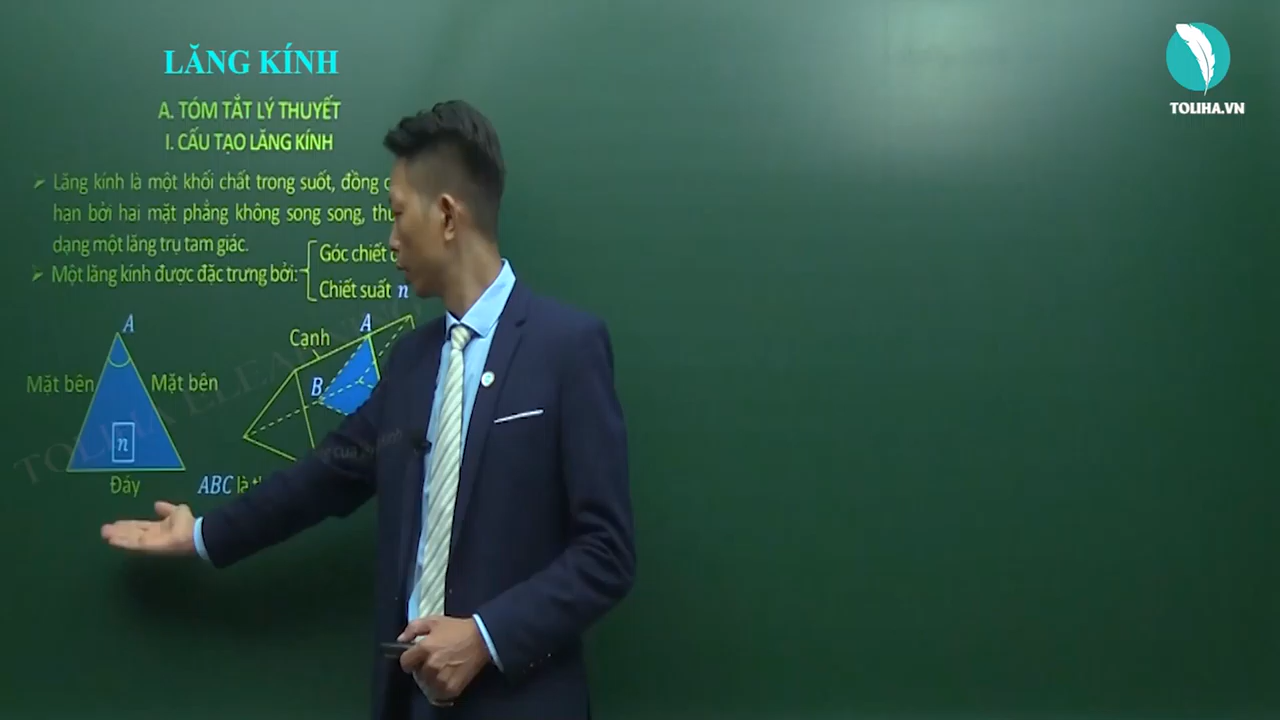 LĂNG KÍNH
A. TÓM TẮT LÝ THUYẾT
I. CẤU TẠO LĂNG KÍNH
Lăng kính là một khối chất trong suốt, đồng
han bởi hai mặt phẳng không song song,
dạng một lăng trụ tam giác.
Một lăng kính được đặc trưng bởi:
Góc chiết
Chiết suất n
A
Mặt bên
Mặt bên
n
Đáy
Cạnh
A
B
ABC là
TOLIHA.VN